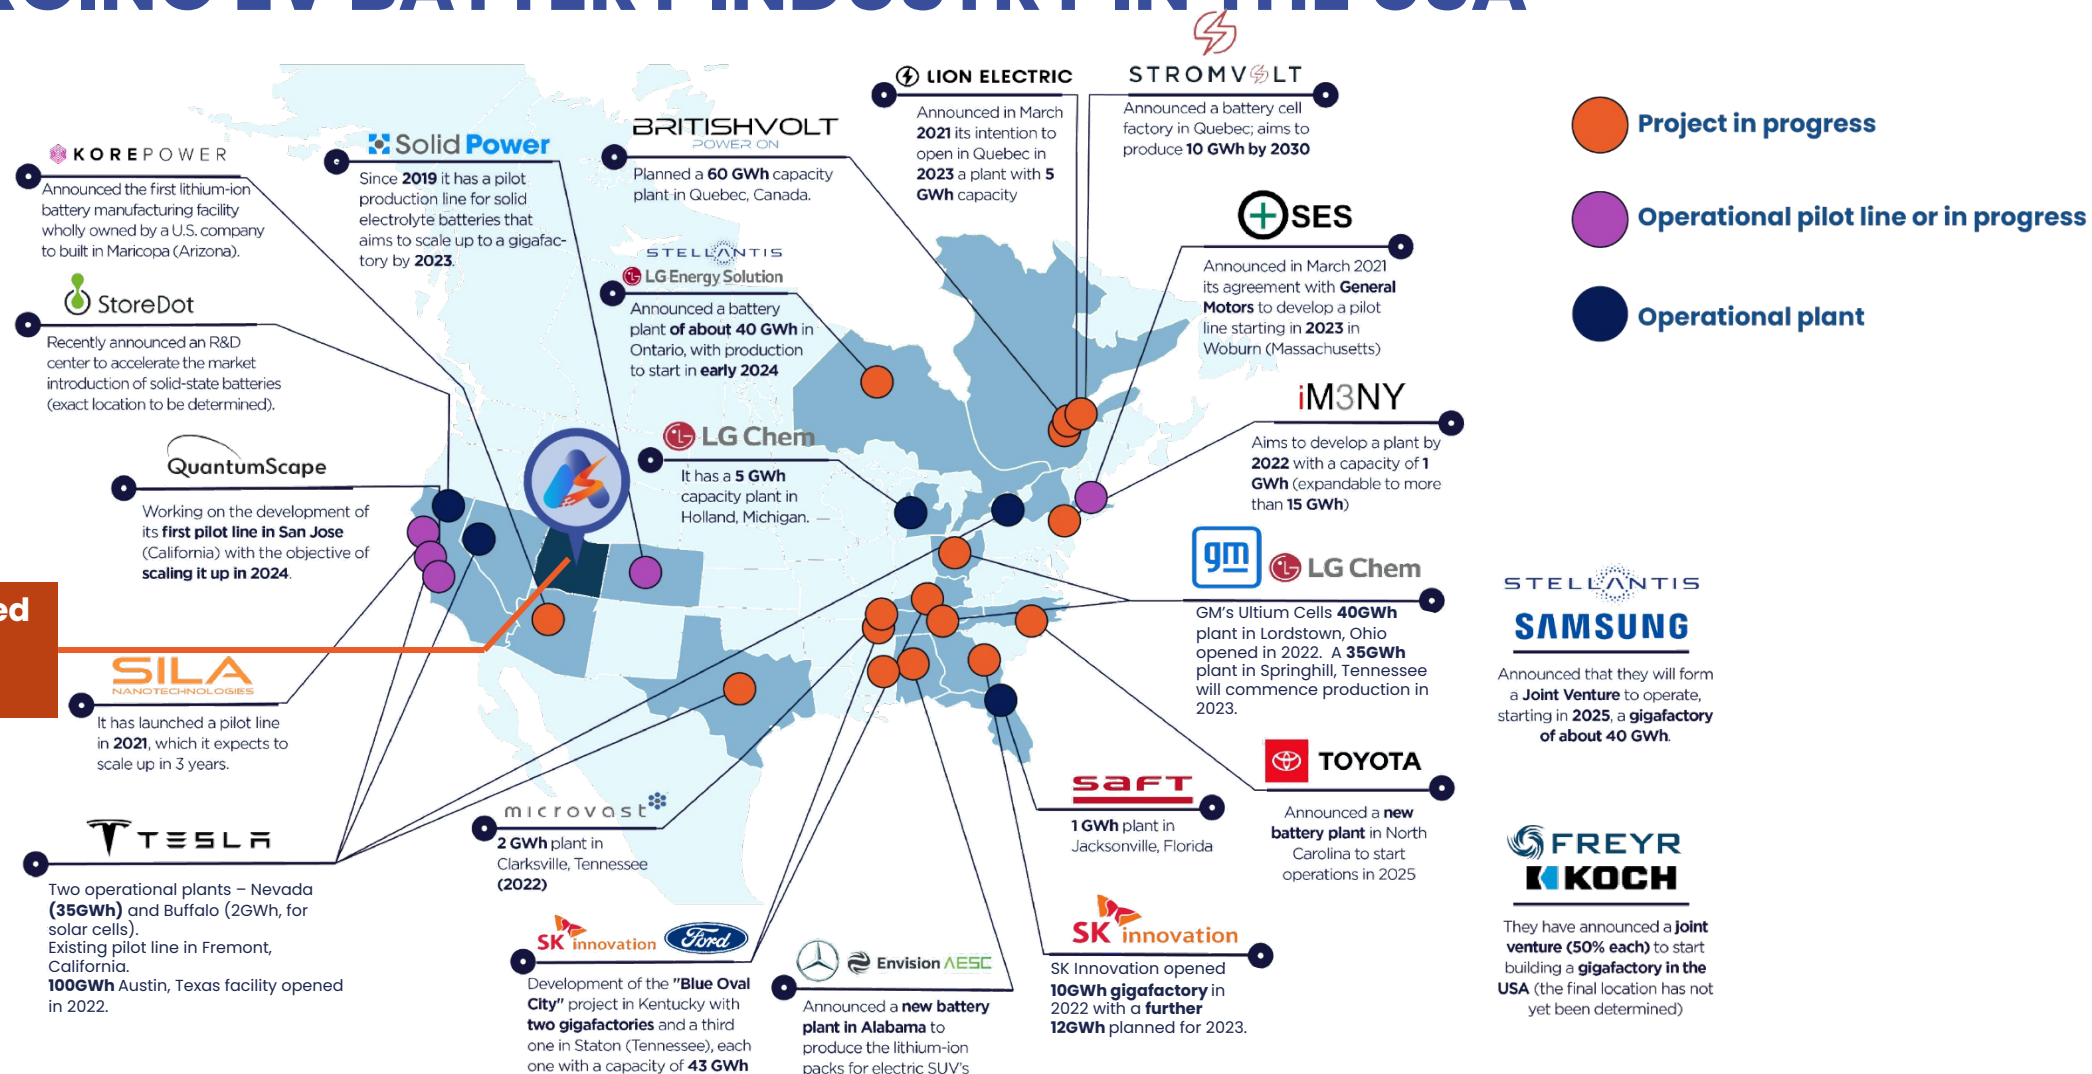 EV BATTERY INDUSTRY IN THE USA
KOREPOWER
Announced the first lithium-ion
battery manufacturing facility
wholly owned by a U.S. company
to built in Maricopa (Arizona).
StoreDot
Recently announced an R&D
center to accelerate the market
introduction of solid-state batteries
(exact location to be determined).
QuantumScape
Working on the development of
its first pilot line in San Jose
(California) with the objective of
scaling it up in 2024.
SILA
NANOTECHNOLOGIES
It has launched a pilot line
in 2021, which it expects to
scale up in 3 years.
TESLA
Two operational plants – Nevada
(35GWh) and Buffalo (2GWh, for
solar cells).
Existing pilot line in Fremont,
California.
100GWh Austin, Texas facility opened
in 2022.
Solid Power
Since 2019 it has a pilot
production line for solid
electrolyte batteries that
aims to scale up to a gigafac-
tory by 2023.
BRITISHVOLT
POWER ON
Planned a 60 GWh capacity
plant in Quebec, Canada.
STELLANTIS
LG Energy Solution
Announced a battery
plant of about 40 GWh in
Ontario, with production
to start in early 2024
LG Chem
It has a 5 GWh
capacity plant in
Holland, Michigan.
LION ELECTRIC
Announced in March
2021 its intention to
open in Quebec in
2023 a plant with 5
GWh capacity
STROMVOLT
Announced a battery cell
factory in Quebec; aims to
produce 10 GWh by 2030
SES
Announced in March 2021
its agreement with General
Motors to develop a pilot
line starting in 2023 in
Woburn (Massachusetts)
iM3NY
Aims to develop a plant by
2022 with a capacity of 1
GWh (expandable to more
than 15 GWh)
gm LG Chem
GM's Ultium Cells 40GWh
plant in Lordstown, Ohio
opened in 2022. A 35GWh
plant in Springhill, Tennessee
will commence production in
2023.
TOYOTA
Announced a new
battery plant in North
Carolina to start
operations in 2025
SAFT
1 GWh plant in
Jacksonville, Florida
SK innovation
SK Innovation opened
10GWh gigafactory in
2022 with a further
12GWh planned for 2023.
microvast
2 GWh plant in
Clarksville, Tennessee
(2022)
SK innovation Ford
Development of the "Blue Oval
City" project in Kentucky with
two gigafactories and a third
one in Staton (Tennessee), each
one with a capacity of 43 GWh
Envision AESC
Announced a new battery
plant in Alabama to
produce the lithium-ion
packs for electric SUV's
Project in progress
Operational pilot line or in progress
Operational plant
STELLANTIS
SAMSUNG
Announced that they will form
a Joint Venture to operate,
starting in 2025, a gigafactory
of about 40 GWh.
FREYR
KOCH
They have announced a joint
venture (50% each) to start
building a gigafactory in the
USA (the final location has not
yet been determined)
ed